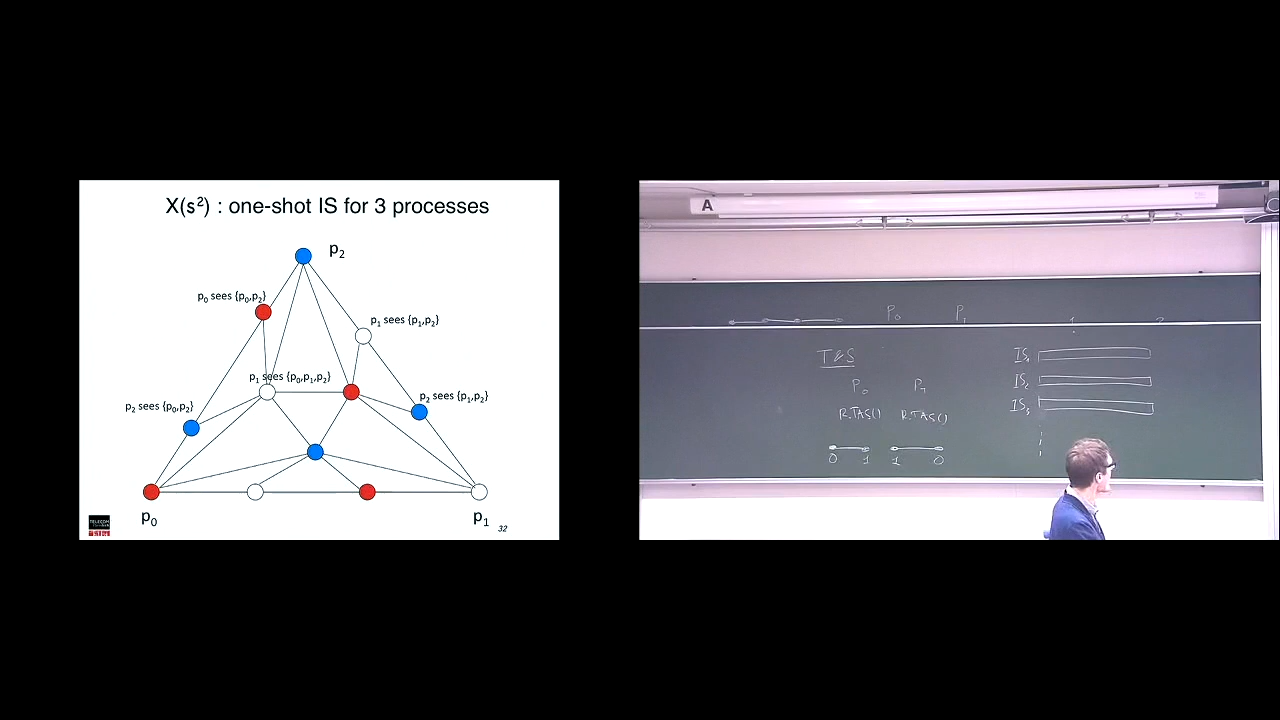 X(s²) : one-shot IS for 3 processes
p₂
p₀ sees {p₀,p₂}
p₁ sees {p₁,p₂}
p₁ sees {p₀,p₁,p₂}
p₂ sees {p₁,p₂}
p₂ sees {p₀,p₂}
p₀
p₁
TELECOM
32
A
P₀ P₁
T&S
P₀ P₁
R.TAS() R.TAS()
0 1 1 0
IS₁
IS₂
IS₃